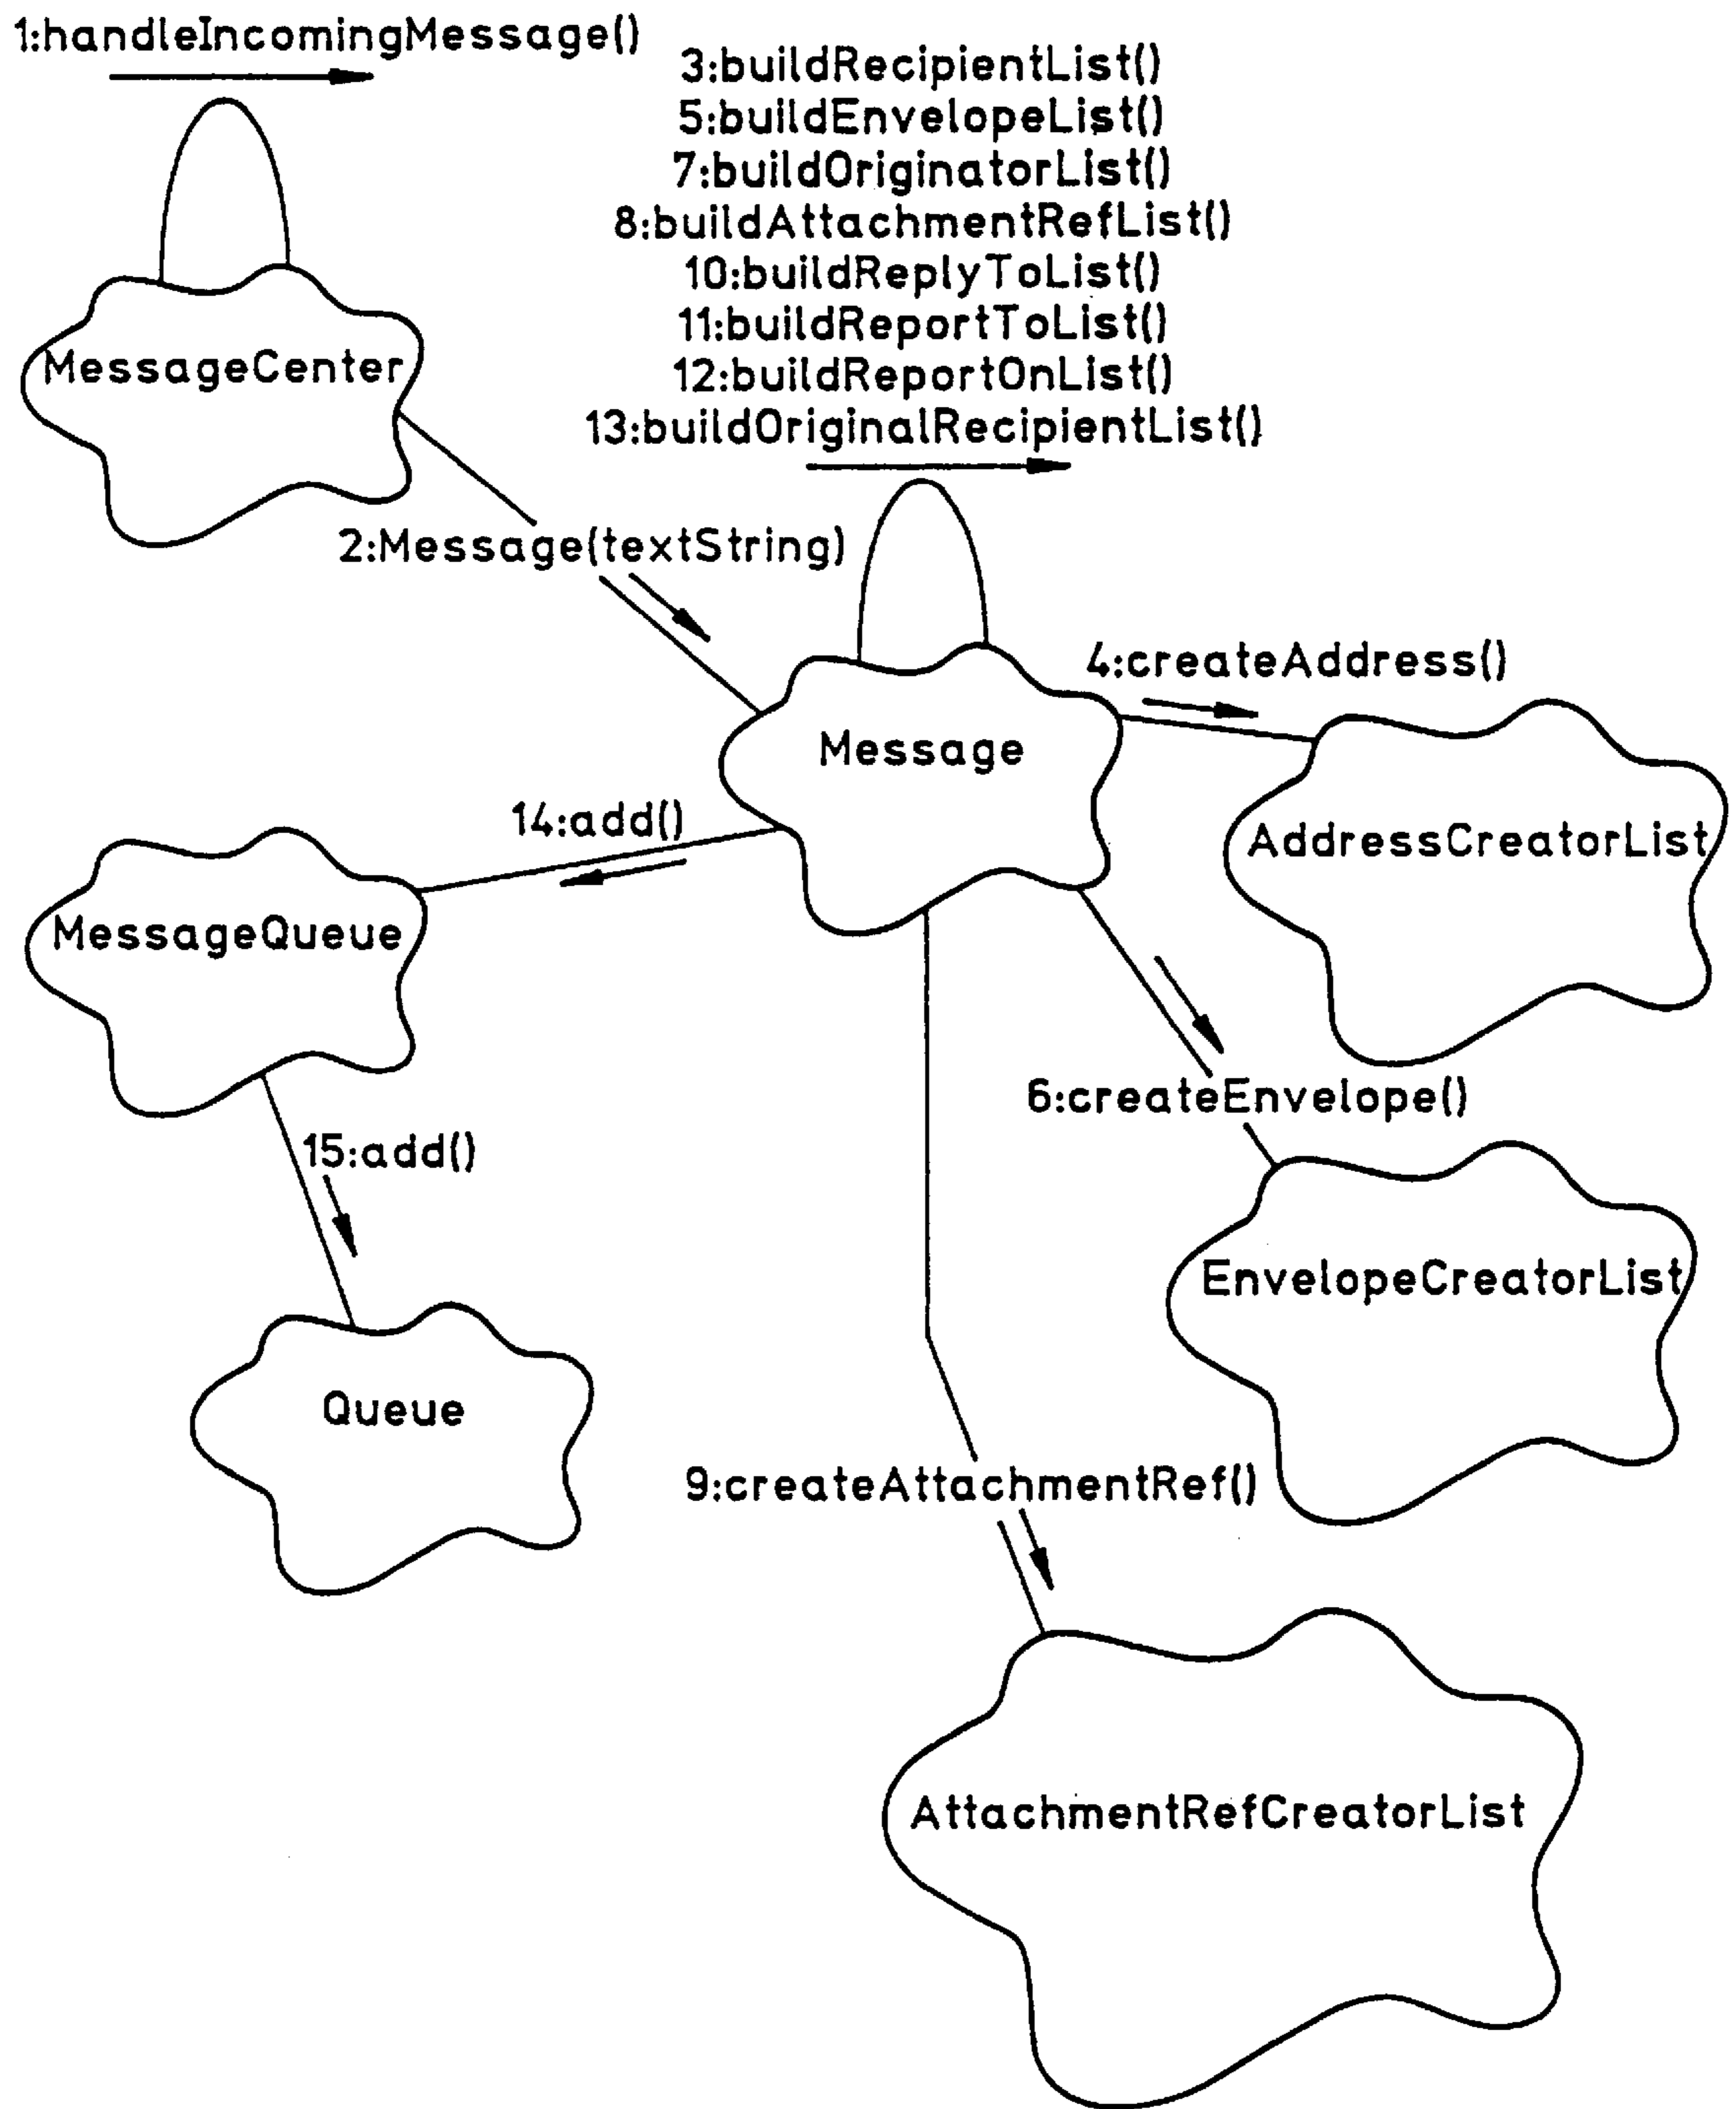 1:handleIncomingMessage()
3:buildRecipientList()
5:buildEnvelopeList()
7:buildOriginatorList()
8:buildAttachmentRefList()
10:buildReplyToList()
11:buildReportToList()
12:buildReportOnList()
13:buildOriginalRecipientList()
MessageCenter
2:Message(textString)
4:createAddress()
Message
14:add()
AddressCreatorList
MessageQueue
6:createEnvelope()
15:add()
EnvelopeCreatorList
Queue
9:createAttachmentRef()
AttachmentRefCreatorList